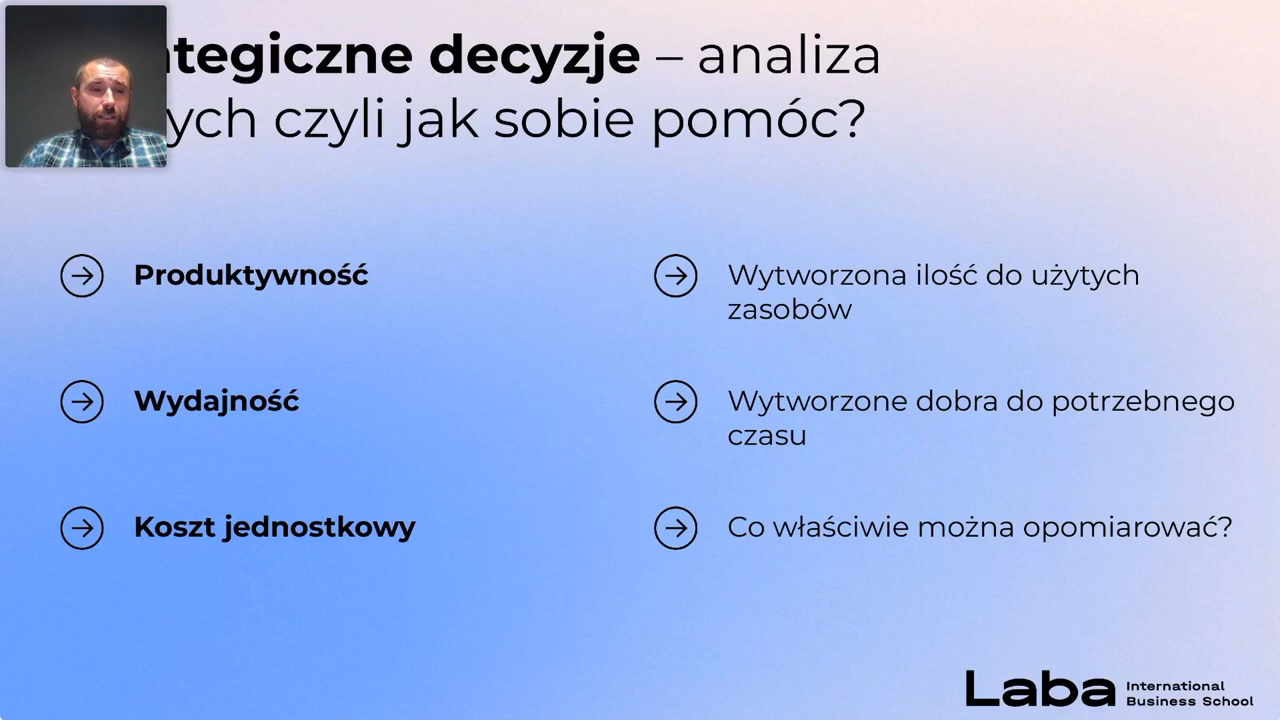 tegiczne decyzje – analiza
ych czyli jak sobie pomóc?
Produktywność
Wytworzona ilość do użytych
zasobów
Wydajność
Wytworzone dobra do potrzebnego
czasu
Koszt jednostkowy
Co właściwie można opomiarować?
Laba International
Business School